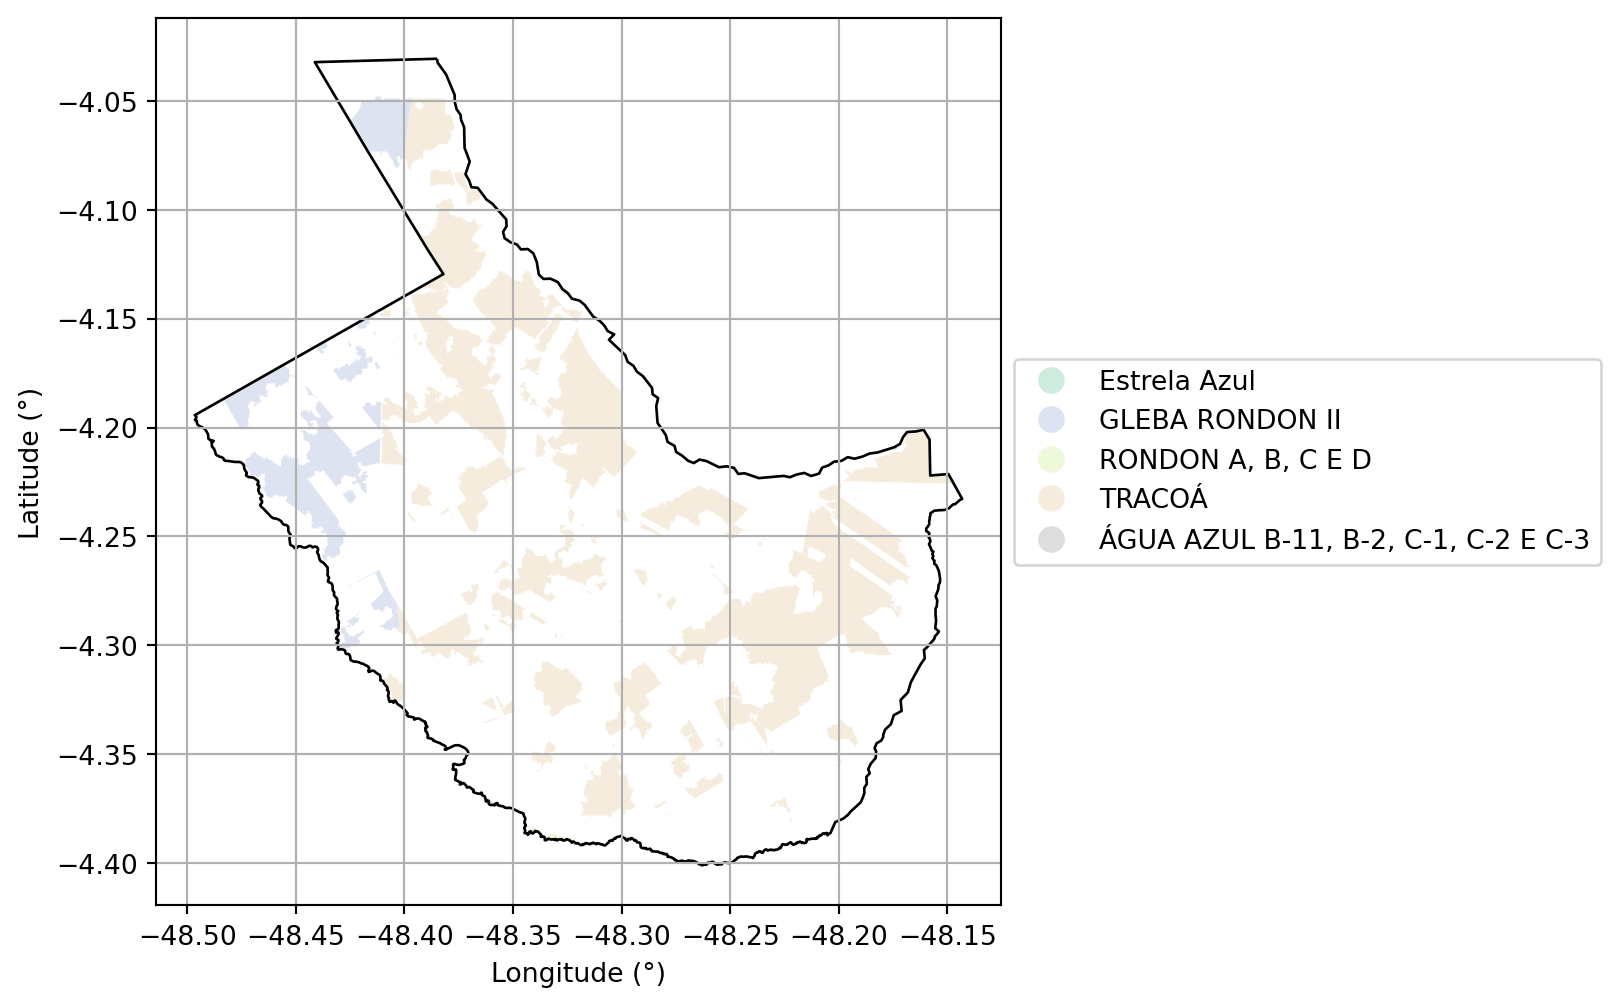 −4.05
−4.10
−4.15
−4.20
−4.25
−4.30
−4.35
−4.40
Latitude (°)
−48.50 −48.45 −48.40 −48.35 −48.30 −48.25 −48.20 −48.15
Longitude (°)
Estrela Azul
GLEBA RONDON II
RONDON A, B, C E D
TRACOÁ
ÁGUA AZUL B-11, B-2, C-1, C-2 E C-3